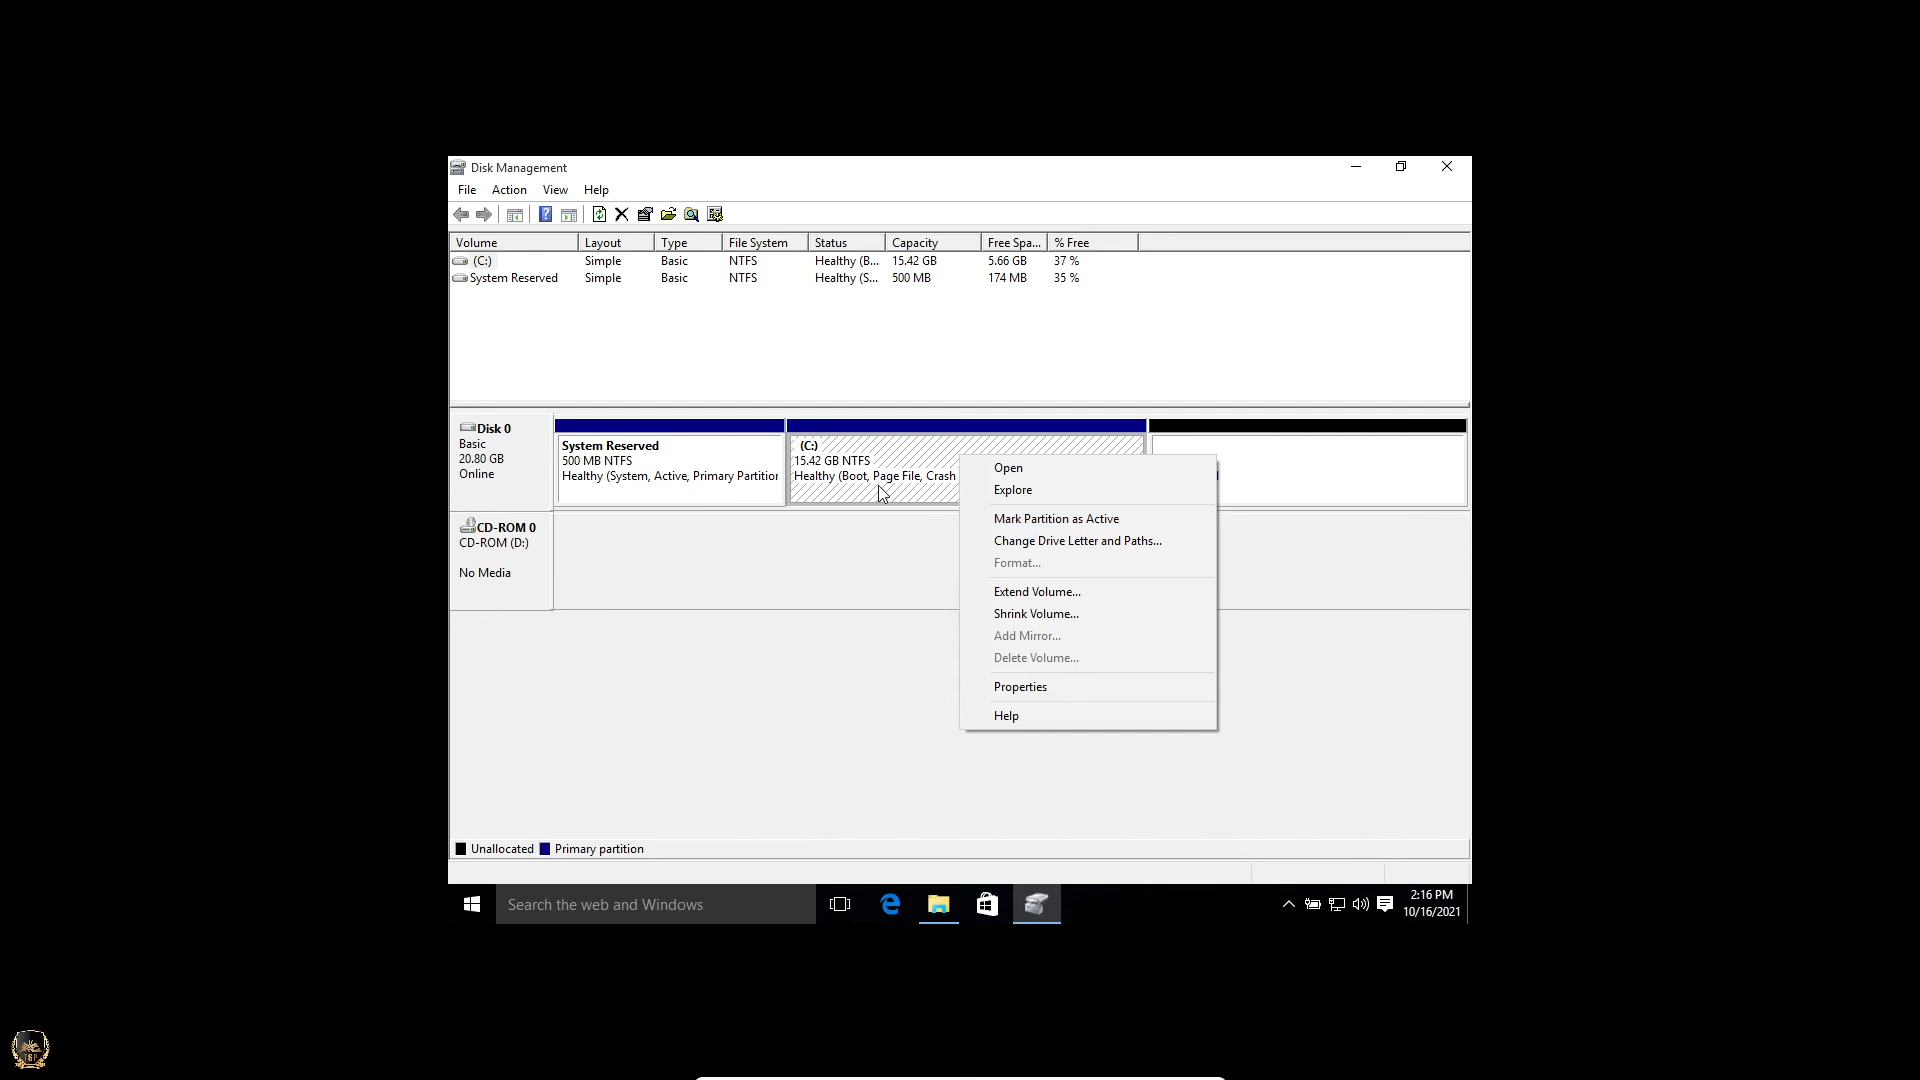 Disk Management
File Action View Help
Volume Layout Type File System Status Capacity Free Spa... % Free
(C:) Simple Basic NTFS Healthy (B... 15.42 GB 5.66 GB 37 %
System Reserved Simple Basic NTFS Healthy (S... 500 MB 174 MB 35 %
Disk 0
Basic
20.80 GB
Online
System Reserved
500 MB NTFS
Healthy (System, Active, Primary Partition
(C:)
15.42 GB NTFS
Healthy (Boot, Page File, Crash
Open
Explore
Mark Partition as Active
Change Drive Letter and Paths...
Format...
Extend Volume...
Shrink Volume...
Add Mirror...
Delete Volume...
Properties
Help
CD-ROM 0
CD-ROM (D:)
No Media
Unallocated Primary partition
Search the web and Windows
2:16 PM
10/16/2021
TSP